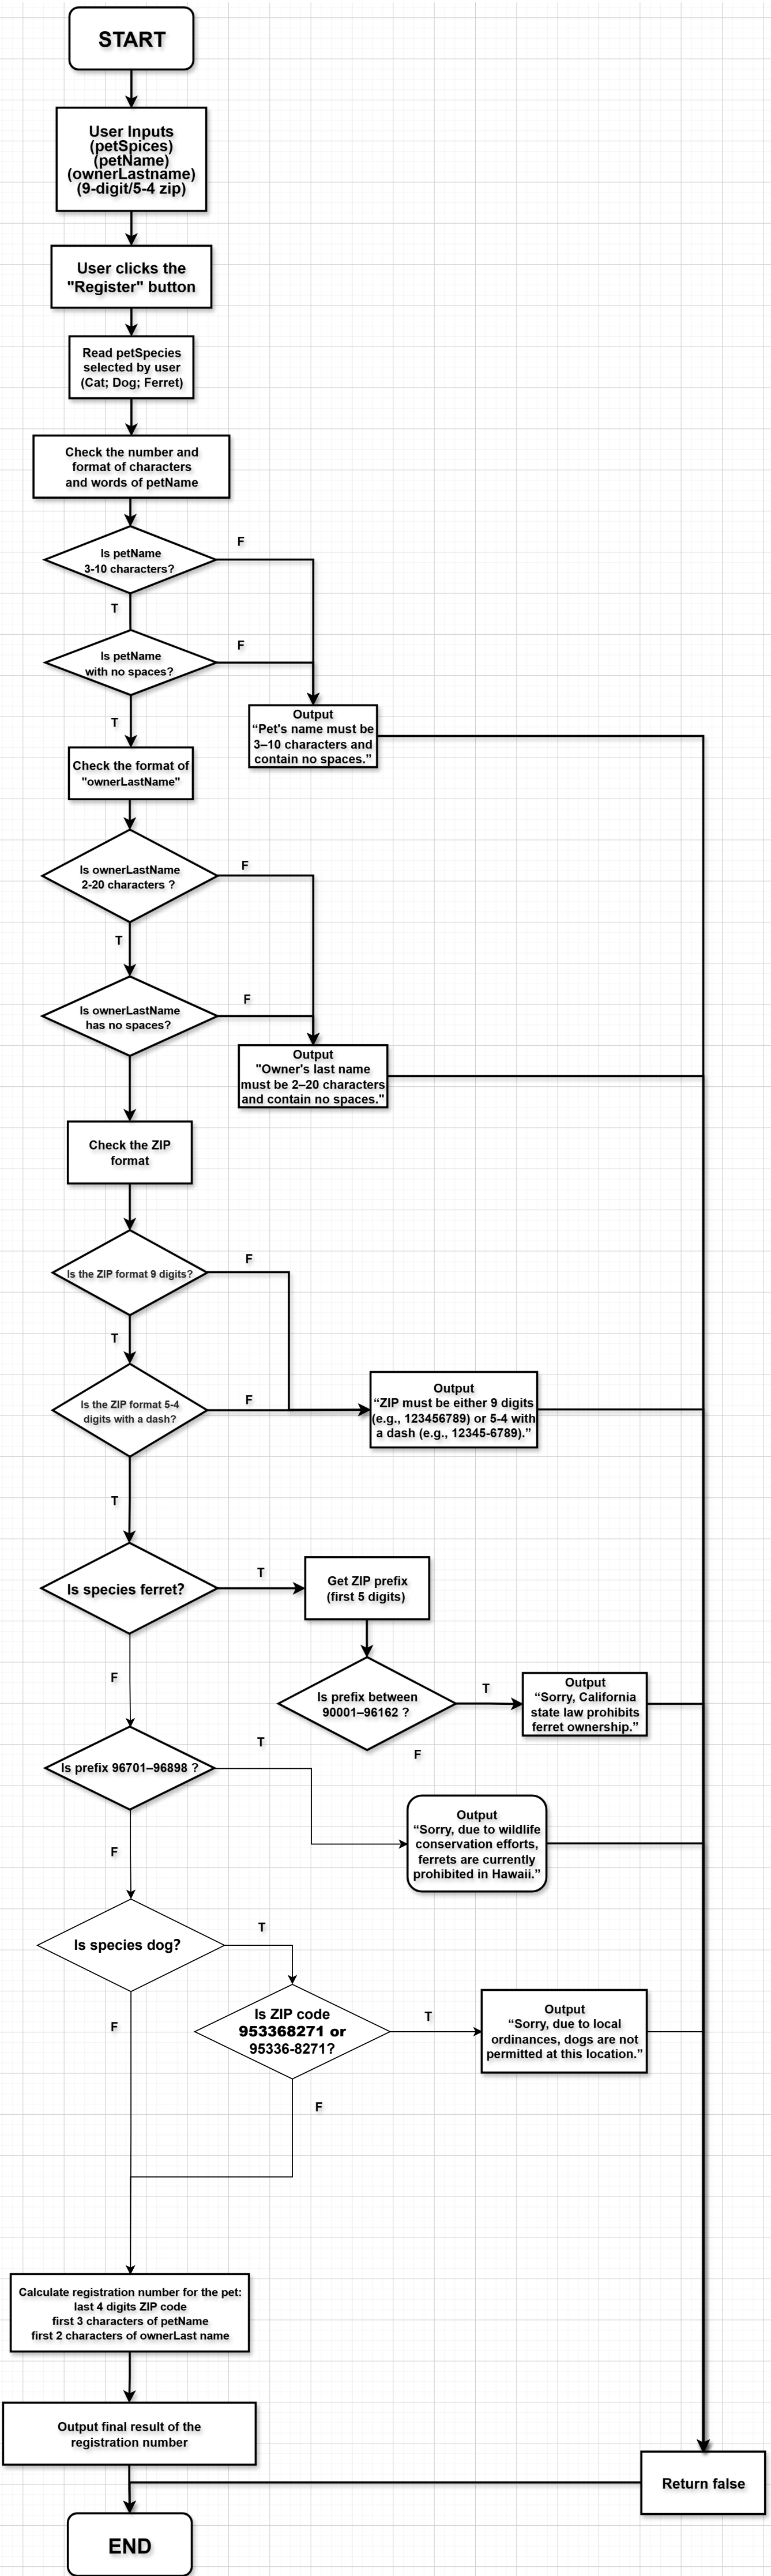 START
User Inputs
(petSpices)
(petName)
(ownerLastname)
(9-digit/5-4 zip)
User clicks the
"Register" button
Read petSpecies
selected by user
(Cat; Dog; Ferret)
Check the number and
format of characters
and words of petName
F
Is petName
3-10 characters?
T
F
Is petName
with no spaces?
T
Output
“Pet's name must be
3–10 characters and
contain no spaces.”
Check the format of
"ownerLastName"
F
Is ownerLastName
2-20 characters ?
T
F
Is ownerLastName
has no spaces?
Output
"Owner's last name
must be 2–20 characters
and contain no spaces."
Check the ZIP
format
F
Is the ZIP format 9 digits?
T
F
Is the ZIP format 5-4
digits with a dash?
Output
“ZIP must be either 9 digits
(e.g., 123456789) or 5-4 with
a dash (e.g., 12345-6789).”
T
T
Is species ferret?
Get ZIP prefix
(first 5 digits)
F
Is prefix between
90001–96162 ?
T
Output
“Sorry, California
state law prohibits
ferret ownership.”
T
F
Is prefix 96701–96898 ?
Output
“Sorry, due to wildlife
conservation efforts,
ferrets are currently
prohibited in Hawaii.”
F
T
Is species dog?
F
Is ZIP code
953368271 or
95336-8271?
T
Output
“Sorry, due to local
ordinances, dogs are not
permitted at this location.”
F
Calculate registration number for the pet:
last 4 digits ZIP code
first 3 characters of petName
first 2 characters of ownerLast name
Output final result of the
registration number
Return false
END